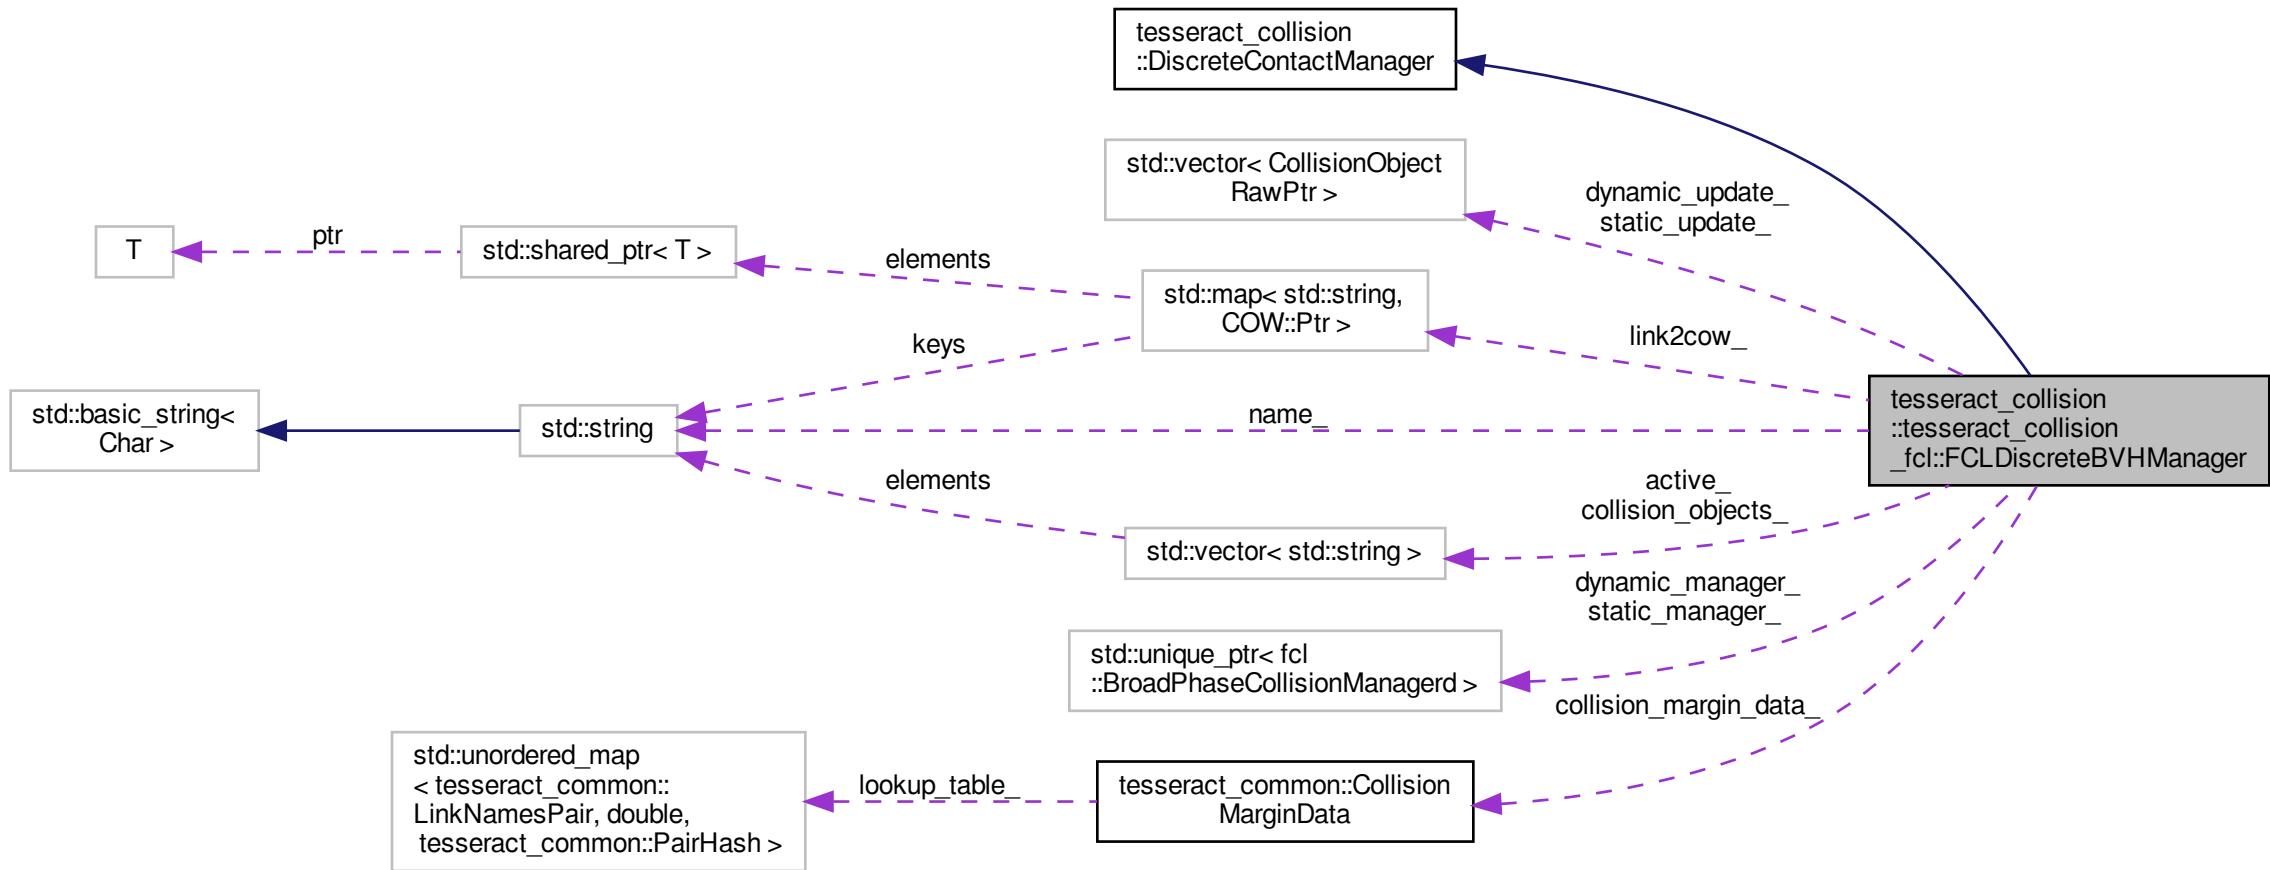 tesseract_collision
::DiscreteContactManager
std::vector< CollisionObject
RawPtr >
dynamic_update_
static_update_
T
ptr
std::shared_ptr< T >
elements
std::map< std::string,
COW::Ptr >
link2cow_
keys
std::basic_string<
Char >
std::string
name_
tesseract_collision
::tesseract_collision
_fcl::FCLDiscreteBVHManager
elements
active_
collision_objects_
std::vector< std::string >
dynamic_manager_
static_manager_
std::unique_ptr< fcl
::BroadPhaseCollisionManagerd >
collision_margin_data_
std::unordered_map
< tesseract_common::
LinkNamesPair, double,
tesseract_common::PairHash >
lookup_table_
tesseract_common::Collision
MarginData